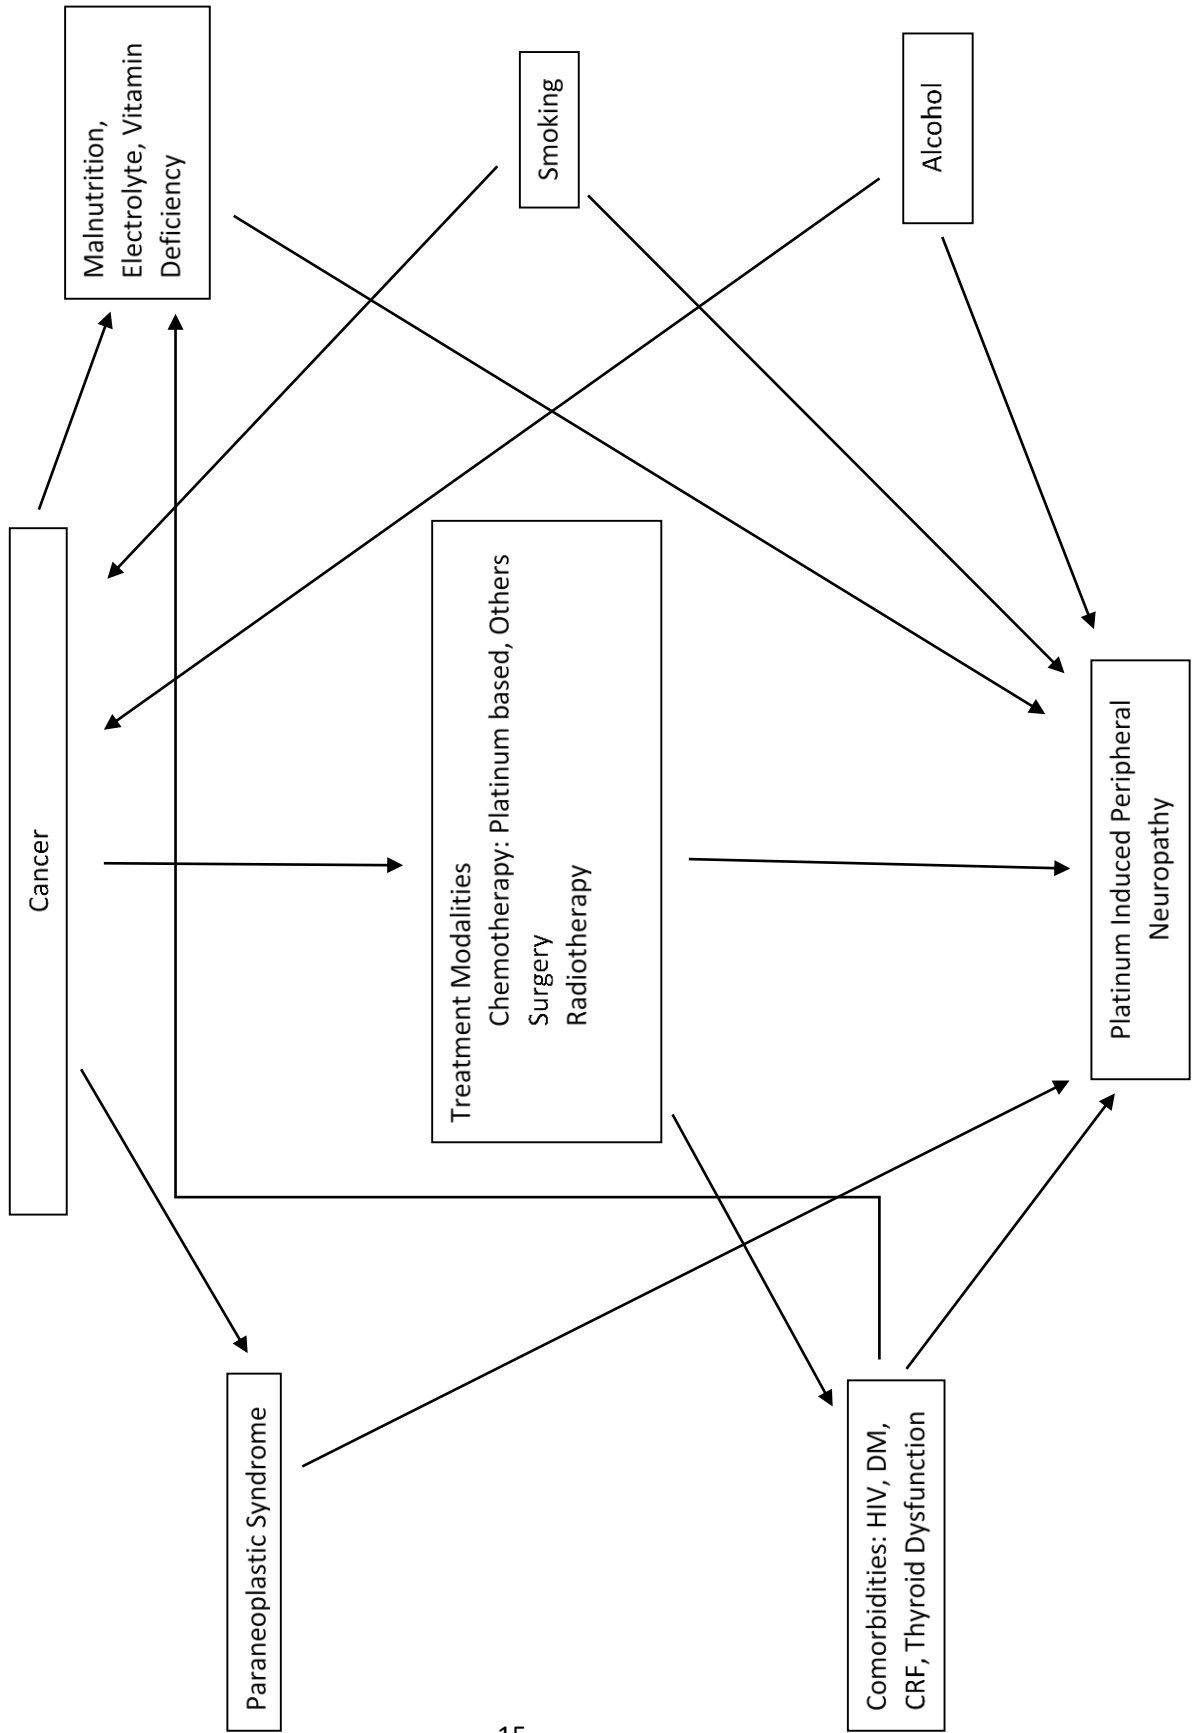 Cancer
Malnutrition,
Electrolyte, Vitamin
Deficiency
Paraneoplastic Syndrome
Smoking
Treatment Modalities
Chemotherapy: Platinum based, Others
Surgery
Radiotherapy
Comorbidities: HIV, DM,
CRF, Thyroid Dysfunction
Alcohol
Platinum Induced Peripheral
Neuropathy
15